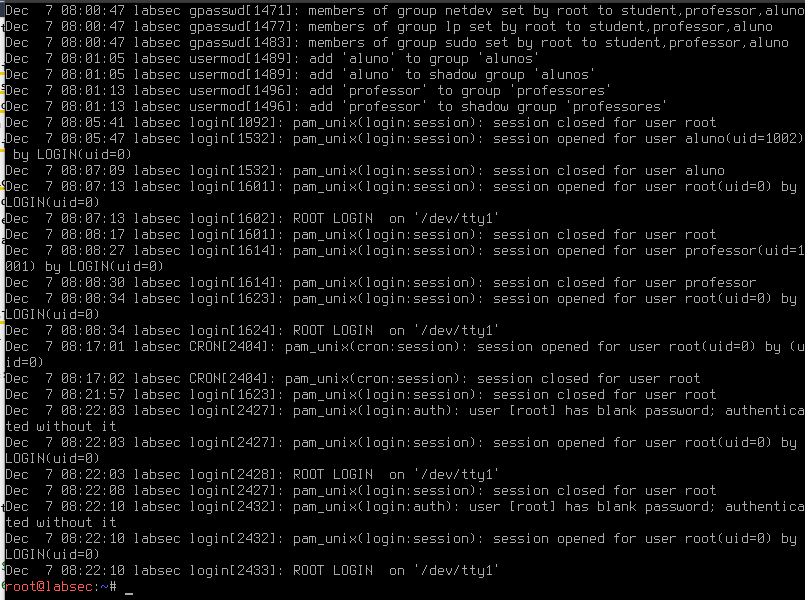 Dec  7 08:00:47 labsec gpasswd[1471]: members of group netdev set by root to student,professor,aluno
Dec  7 08:00:47 labsec gpasswd[1477]: members of group lp set by root to student,professor,aluno
Dec  7 08:00:47 labsec gpasswd[1483]: members of group sudo set by root to student,professor,aluno
Dec  7 08:01:05 labsec usermod[1489]: add 'aluno' to group 'alunos'
Dec  7 08:01:05 labsec usermod[1489]: add 'aluno' to shadow group 'alunos'
Dec  7 08:01:13 labsec usermod[1496]: add 'professor' to group 'professores'
Dec  7 08:01:13 labsec usermod[1496]: add 'professor' to shadow group 'professores'
Dec  7 08:05:41 labsec login[1092]: pam_unix(login:session): session closed for user root
Dec  7 08:05:47 labsec login[1532]: pam_unix(login:session): session opened for user aluno(uid=1002)
 by LOGIN(uid=0)
Dec  7 08:07:09 labsec login[1532]: pam_unix(login:session): session closed for user aluno
Dec  7 08:07:13 labsec login[1601]: pam_unix(login:session): session opened for user root(uid=0) by
LOGIN(uid=0)
Dec  7 08:07:13 labsec login[1602]: ROOT LOGIN  on '/dev/tty1'
Dec  7 08:08:17 labsec login[1601]: pam_unix(login:session): session closed for user root
Dec  7 08:08:27 labsec login[1614]: pam_unix(login:session): session opened for user professor(uid=1
001) by LOGIN(uid=0)
Dec  7 08:08:30 labsec login[1614]: pam_unix(login:session): session closed for user professor
Dec  7 08:08:34 labsec login[1623]: pam_unix(login:session): session opened for user root(uid=0) by
LOGIN(uid=0)
Dec  7 08:08:34 labsec login[1624]: ROOT LOGIN  on '/dev/tty1'
Dec  7 08:17:01 labsec CRON[2404]: pam_unix(cron:session): session opened for user root(uid=0) by (u
id=0)
Dec  7 08:17:02 labsec CRON[2404]: pam_unix(cron:session): session closed for user root
Dec  7 08:21:57 labsec login[1623]: pam_unix(login:session): session closed for user root
Dec  7 08:22:03 labsec login[2427]: pam_unix(login:auth): user [root] has blank password; authentica
ted without it
Dec  7 08:22:03 labsec login[2427]: pam_unix(login:session): session opened for user root(uid=0) by
LOGIN(uid=0)
Dec  7 08:22:03 labsec login[2428]: ROOT LOGIN  on '/dev/tty1'
Dec  7 08:22:08 labsec login[2427]: pam_unix(login:session): session closed for user root
Dec  7 08:22:10 labsec login[2432]: pam_unix(login:auth): user [root] has blank password; authentica
ted without it
Dec  7 08:22:10 labsec login[2432]: pam_unix(login:session): session opened for user root(uid=0) by
LOGIN(uid=0)
Dec  7 08:22:10 labsec login[2433]: ROOT LOGIN  on '/dev/tty1'
root@labsec:~# _